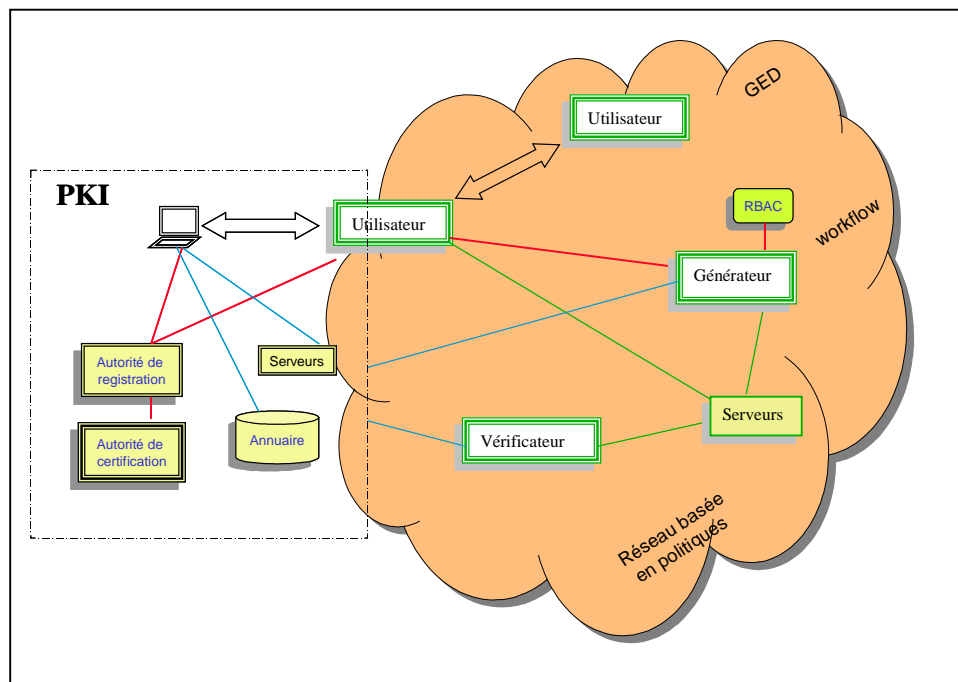 GED
Utilisateur
PKI
Utilisateur
RBAC
workflow
Générateur
Autorité de
registration
Serveurs
Serveurs
Autorité de
certification
Annuaire
Vérificateur
Réseau basée
en politiques